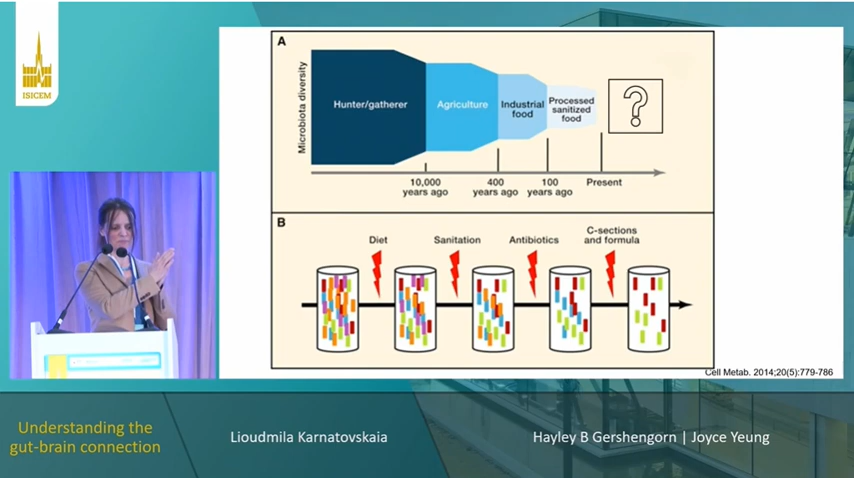 ISICEM
A
Microbiota diversity
Hunter/gatherer
Agriculture
Industrial
food
Processed
sanitized
food
?
10,000
years ago
400
years ago
100
years ago
Present
B
Diet
Sanitation
Antibiotics
C-sections
and formula
Cell Metab. 2014;20(5):779-786
Understanding the
gut-brain connection
Lioudmila Karnatovskaia
Hayley B Gershengorn | Joyce Yeung